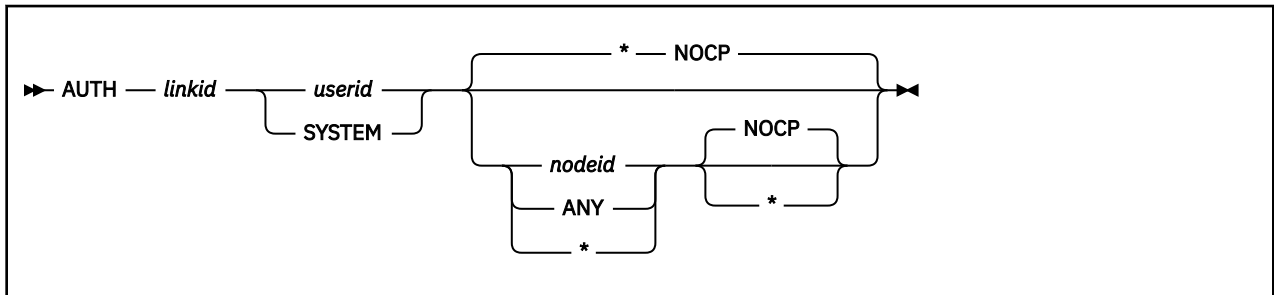 * NOCP
AUTH linkid userid
SYSTEM
NOCP
nodeid
ANY
*
*